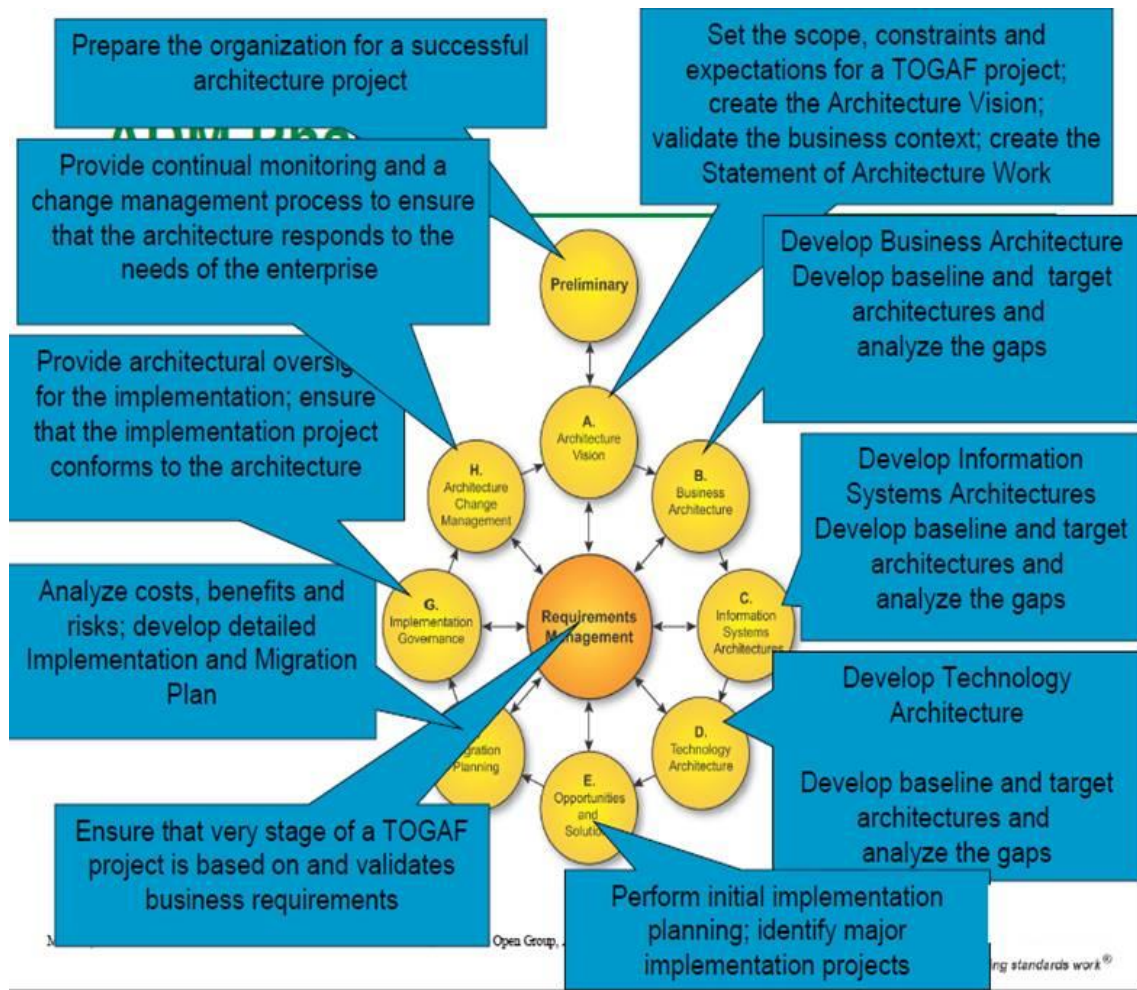 Prepare the organization for a successful
architecture project
Set the scope, constraints and
expectations for a TOGAF project;
create the Architecture Vision;
validate the business context; create the
Statement of Architecture Work
Provide continual monitoring and a
change management process to ensure
that the architecture responds to the
needs of the enterprise
Develop Business Architecture
Develop baseline and target
architectures and
analyze the gaps
Provide architectural
for the implementation; ensure
that the implementation project
conforms to the architecture
Develop Information
Systems Architectures
Develop baseline and target
architectures and
analyze the gaps
Analyze costs, benefits and
risks; develop detailed
Implementation and Migration
Plan
Develop Technology
Architecture
Develop baseline and target
architectures and
analyze the gaps
Ensure that very stage of a TOGAF
project is based on and validates
business requirements
Perform initial implementation
planning; identify major
implementation projects
Preliminary
A.
Architecture
Vision
B.
Business
Architecture
C.
Information
Systems
Architectures
D.
Technology
Architecture
E.
Opportunities
and
Planning
G.
Implementation
Governance
H.
Architecture
Change
Management
Requirements
Management
Open Group,
standards work®